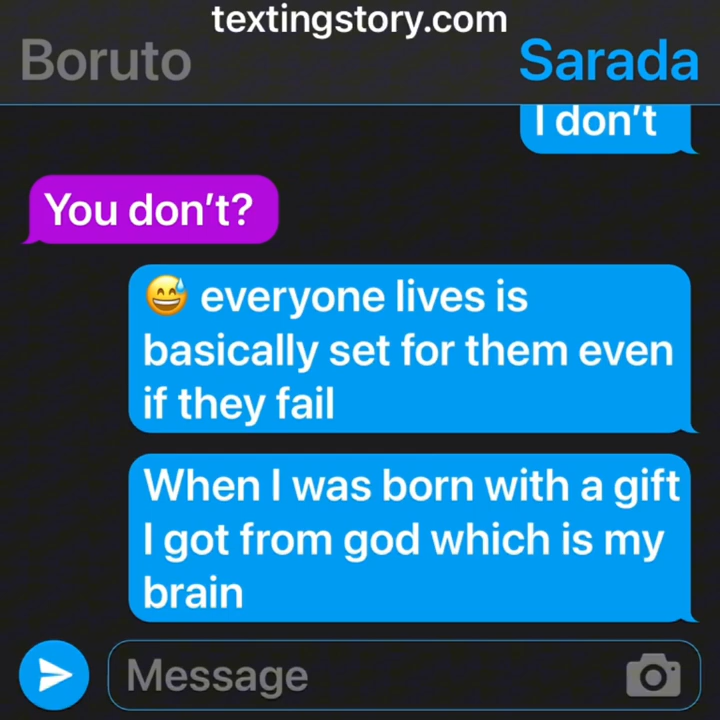 textingstory.com
Boruto
Sarada
I don't
You don't?
😅 everyone lives is
basically set for them even
if they fail
When I was born with a gift
I got from god which is my
brain
Message